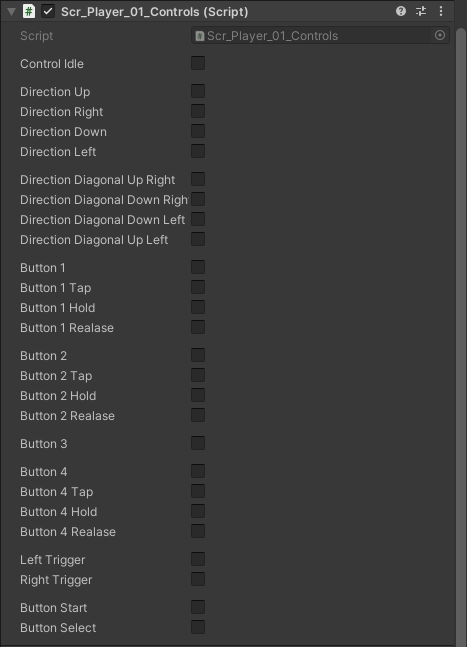 Scr_Player_01_Controls (Script)
Script Scr_Player_01_Controls
Control Idle
Direction Up
Direction Right
Direction Down
Direction Left
Direction Diagonal Up Right
Direction Diagonal Down Righ
Direction Diagonal Down Left
Direction Diagonal Up Left
Button 1
Button 1 Tap
Button 1 Hold
Button 1 Realase
Button 2
Button 2 Tap
Button 2 Hold
Button 2 Realase
Button 3
Button 4
Button 4 Tap
Button 4 Hold
Button 4 Realase
Left Trigger
Right Trigger
Button Start
Button Select